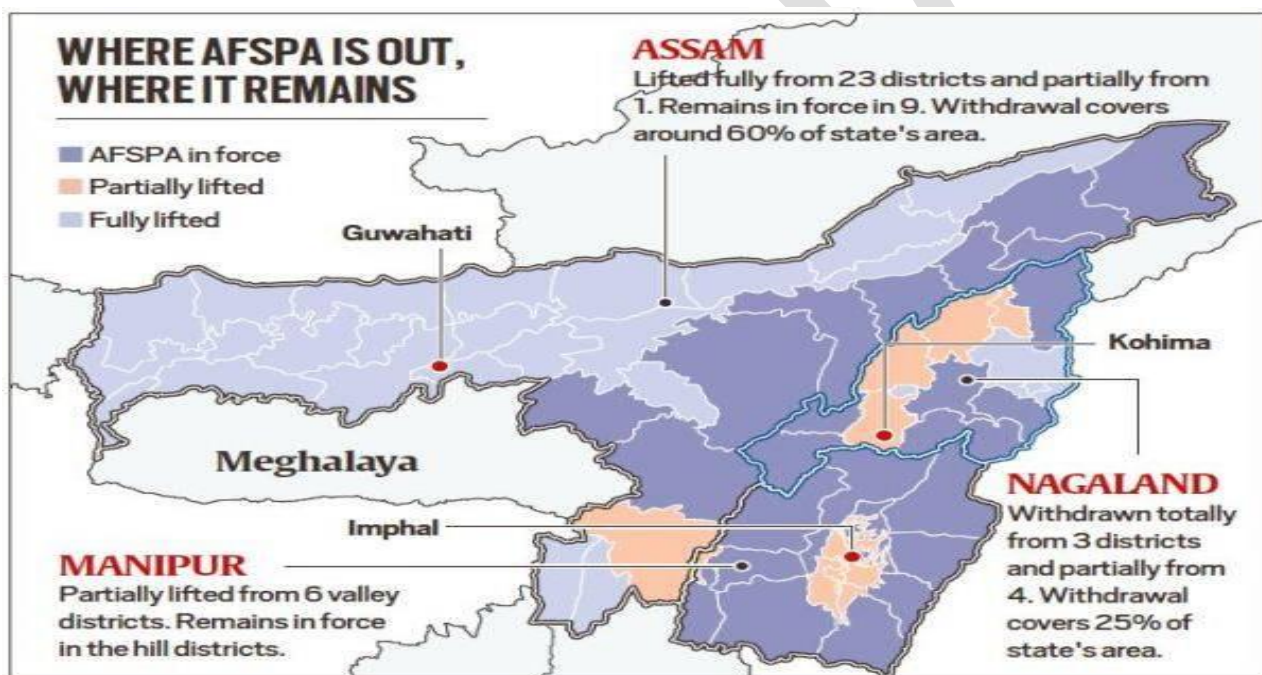 WHERE AFSPA IS OUT,
WHERE IT REMAINS
AFSPA in force
Partially lifted
Fully lifted
ASSAM
Lifted fully from 23 districts and partially from
1. Remains in force in 9. Withdrawal covers
around 60% of state's area.
Guwahati
Kohima
Meghalaya
Imphal
MANIPUR
Partially lifted from 6 valley
districts. Remains in force
in the hill districts.
NAGALAND
Withdrawn totally
from 3 districts
and partially from
4. Withdrawal
covers 25% of
state's area.